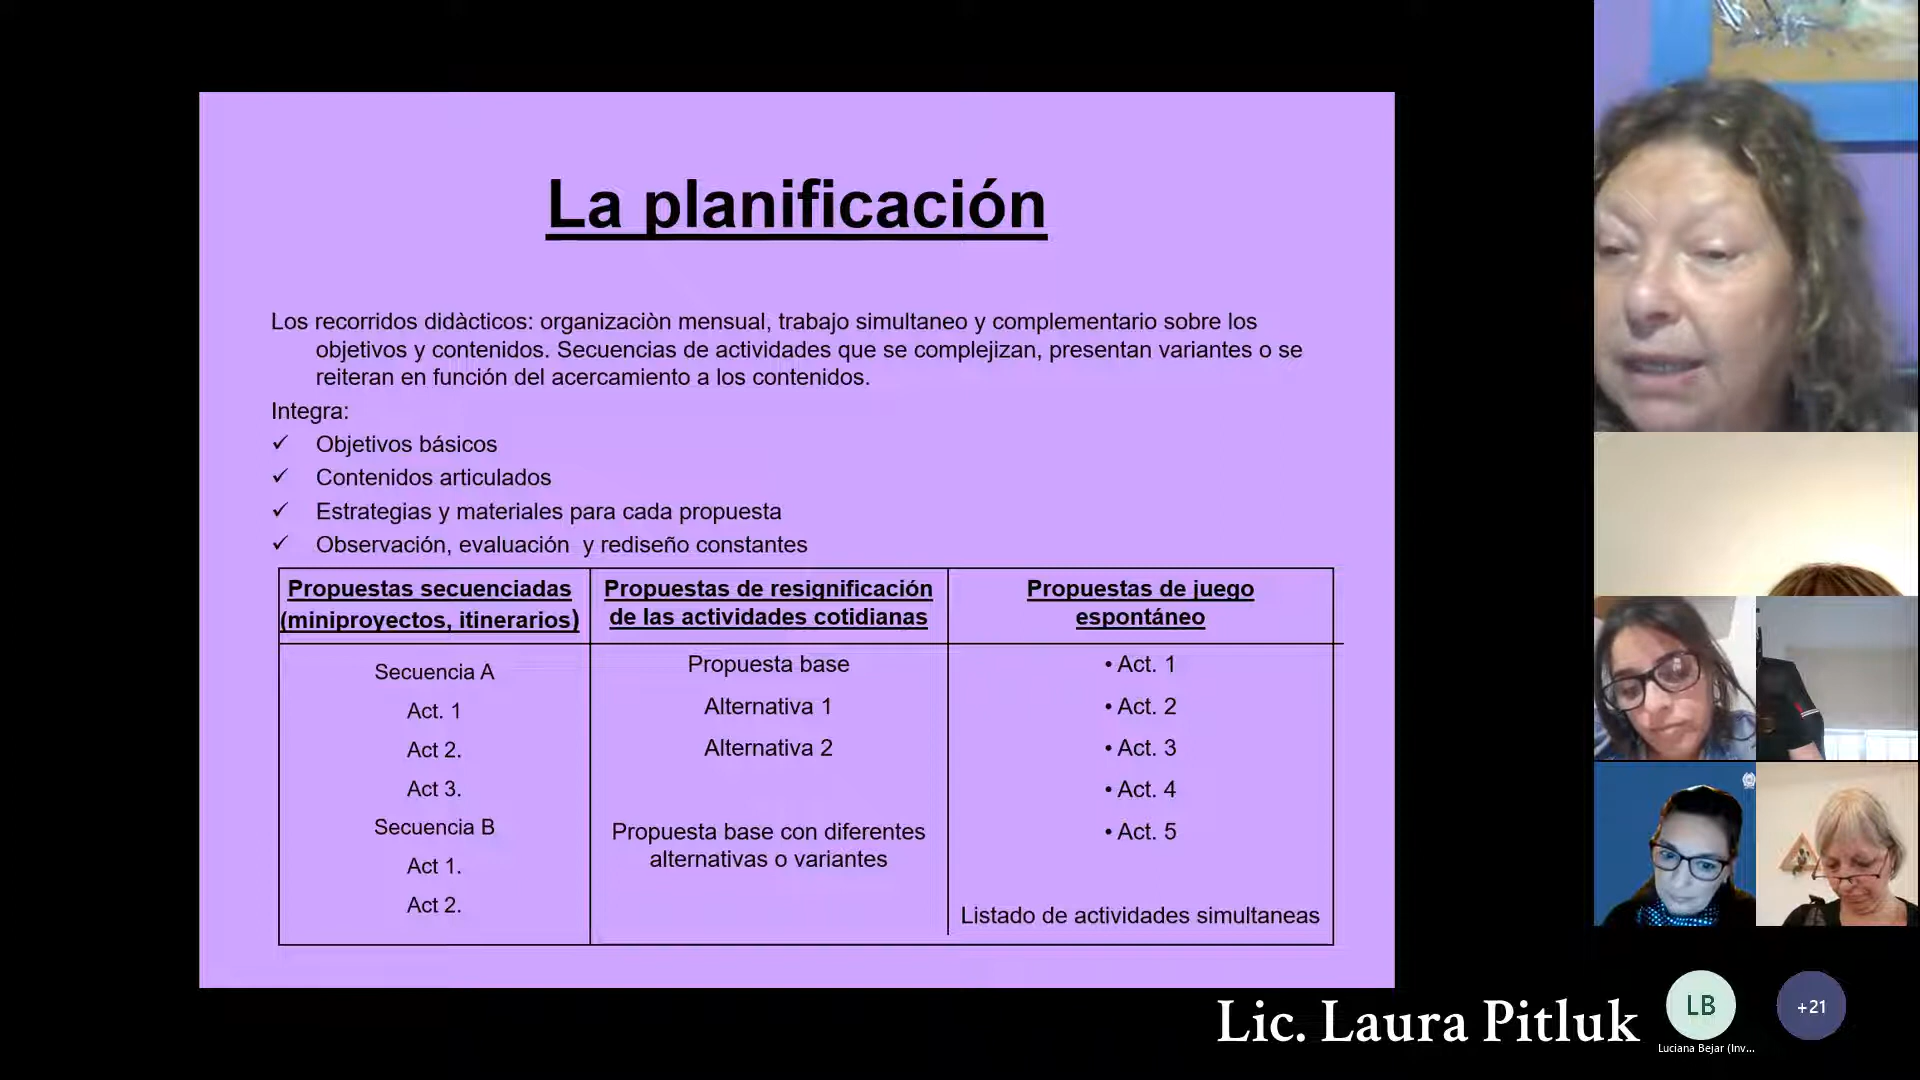 La planificación
Los recorridos didàcticos: organizaciòn mensual, trabajo simultaneo y complementario sobre los
objetivos y contenidos. Secuencias de actividades que se complejizan, presentan variantes o se
reiteran en función del acercamiento a los contenidos.
Integra:
✓ Objetivos básicos
✓ Contenidos articulados
✓ Estrategias y materiales para cada propuesta
✓ Observación, evaluación y rediseño constantes
Propuestas secuenciadas
(miniproyectos, itinerarios)
Secuencia A
Act. 1
Act 2.
Act 3.
Secuencia B
Act 1.
Act 2.
Propuestas de resignificación
de las actividades cotidianas
Propuesta base
Alternativa 1
Alternativa 2
Propuesta base con diferentes
alternativas o variantes
Propuestas de juego
espontáneo
• Act. 1
• Act. 2
• Act. 3
• Act. 4
• Act. 5
Listado de actividades simultaneas
Lic. Laura Pitluk
LB
Luciana Bejar (Inv...
+21